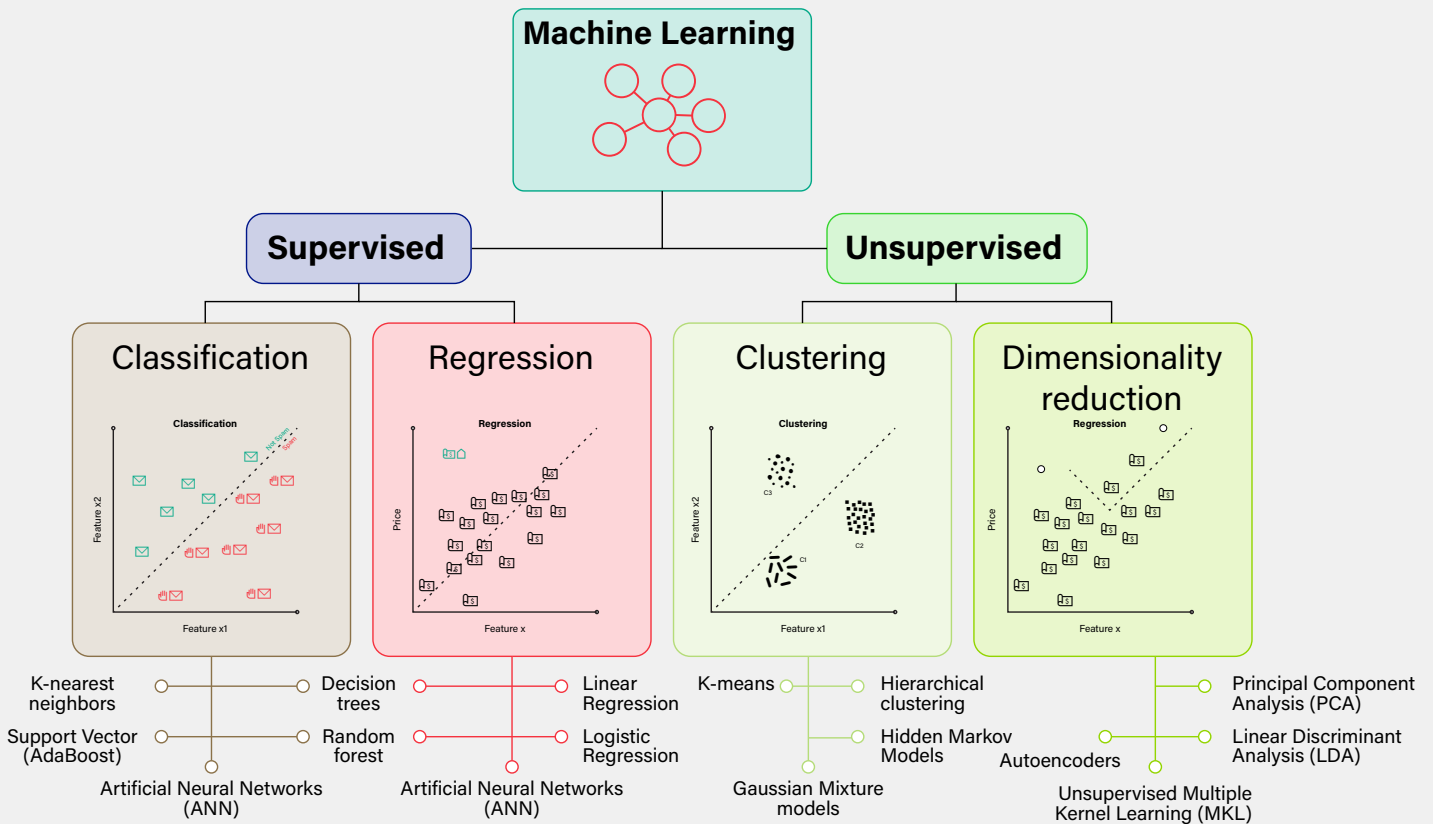 Machine Learning
Supervised
Unsupervised
Classification
Classification
Not Spam
Spam
Feature x2
Feature x1
Regression
Regression
Price
Feature x
Clustering
Clustering
C3
C2
C1
Feature x2
Feature x1
Dimensionality
reduction
Regression
Price
Feature x
K-nearest
neighbors
Decision
trees
Support Vector
(AdaBoost)
Random
forest
Artificial Neural Networks
(ANN)
Linear
Regression
Logistic
Regression
Artificial Neural Networks
(ANN)
K-means
Hierarchical
clustering
Hidden Markov
Models
Gaussian Mixture
models
Principal Component
Analysis (PCA)
Linear Discriminant
Analysis (LDA)
Autoencoders
Unsupervised Multiple
Kernel Learning (MKL)